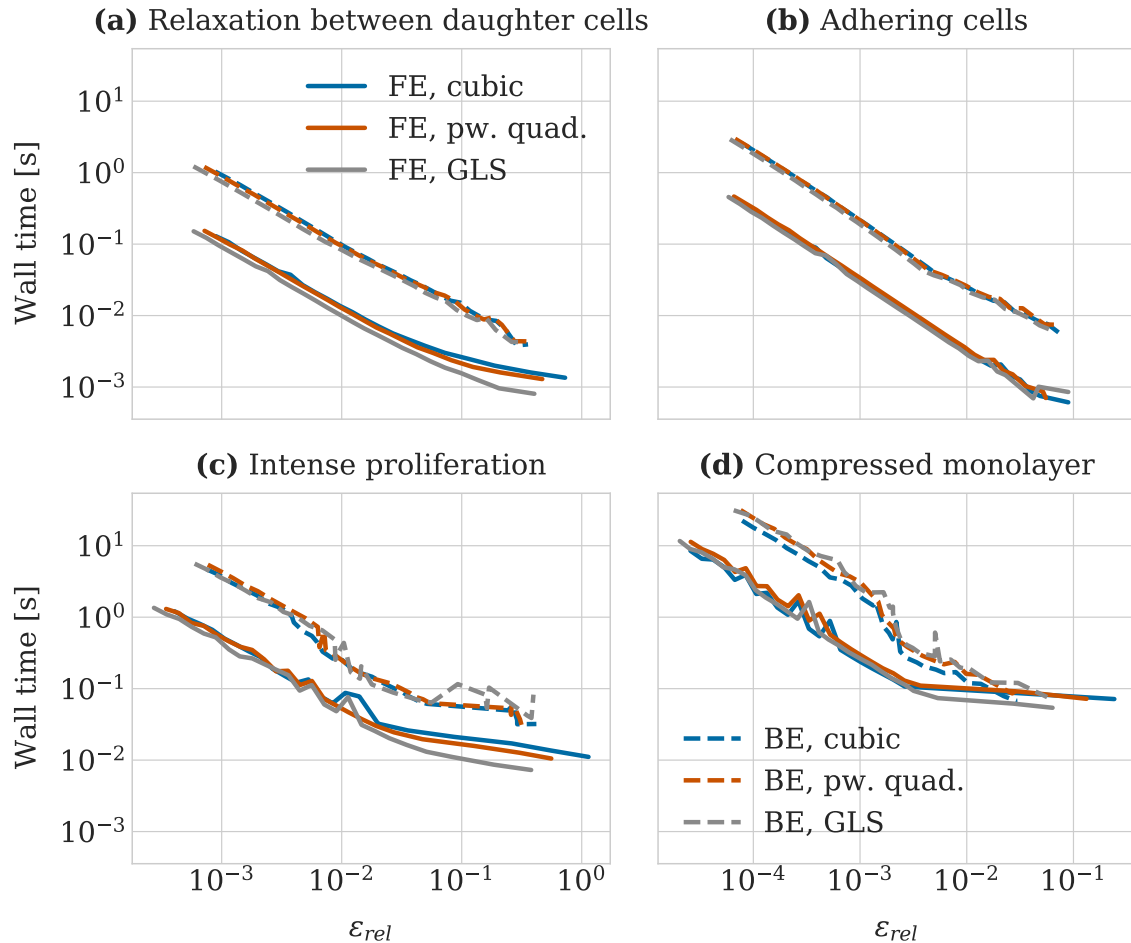 (a) Relaxation between daughter cells
(b) Adhering cells
Wall time [s]
10^1
10^0
10^-1
10^-2
10^-3
FE, cubic
FE, pw. quad.
FE, GLS
(c) Intense proliferation
(d) Compressed monolayer
Wall time [s]
10^1
10^0
10^-1
10^-2
10^-3
BE, cubic
BE, pw. quad.
BE, GLS
10^-3 10^-2 10^-1 10^0
10^-4 10^-3 10^-2 10^-1
ε_rel
ε_rel